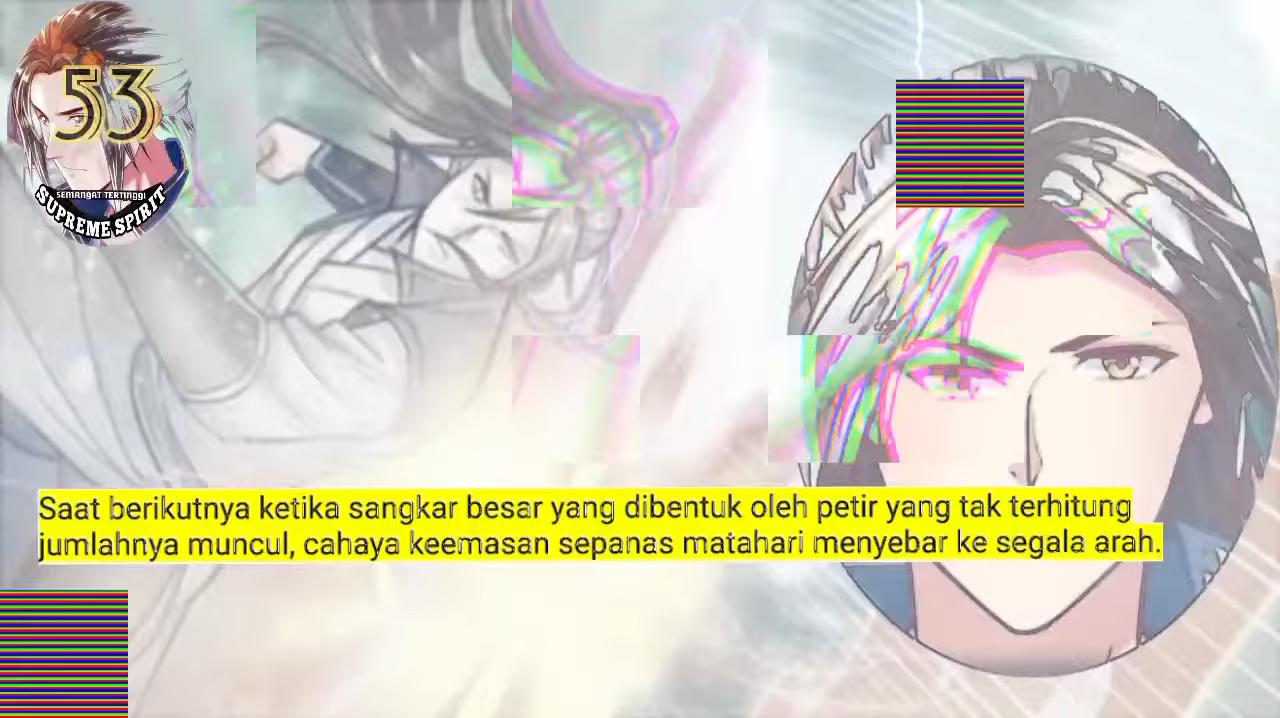 53
SEMANGAT TERTINGGI
SUPREME SPIRIT
Saat berikutnya ketika sangkar besar yang dibentuk oleh petir yang tak terhitung
jumlahnya muncul, cahaya keemasan sepanas matahari menyebar ke segala arah.